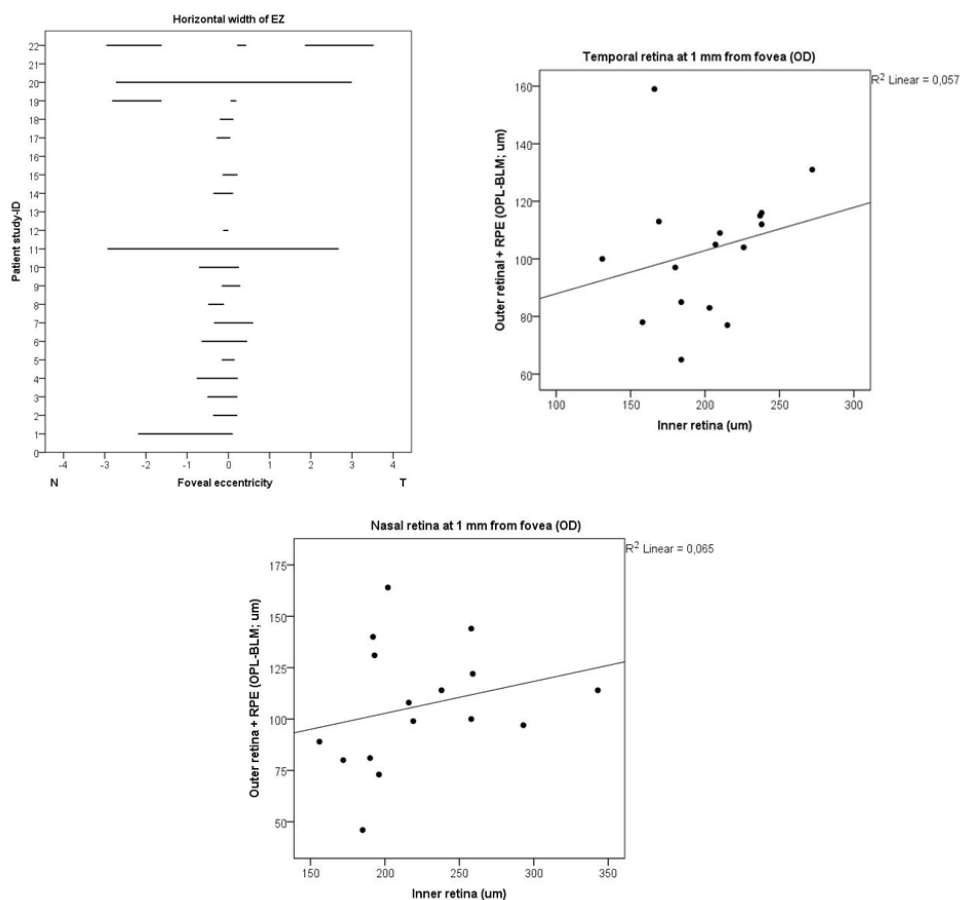 Horizontal width of EZ
Patient study-ID
22
21
20
19
18
17
16
15
14
13
12
11
10
9
8
7
6
5
4
3
2
1
0
-4 -3 -2 -1 0 1 2 3 4
N Foveal eccentricity T
Temporal retina at 1 mm from fovea (OD)
R2 Linear = 0,057
Outer retinal + RPE (OPL-BLM; um)
160
140
120
100
80
60
100 150 200 250 300
Inner retina (um)
Nasal retina at 1 mm from fovea (OD)
R2 Linear = 0,065
Outer retina + RPE (OPL-BLM; um)
175
150
125
100
75
50
150 200 250 300 350
Inner retina (um)